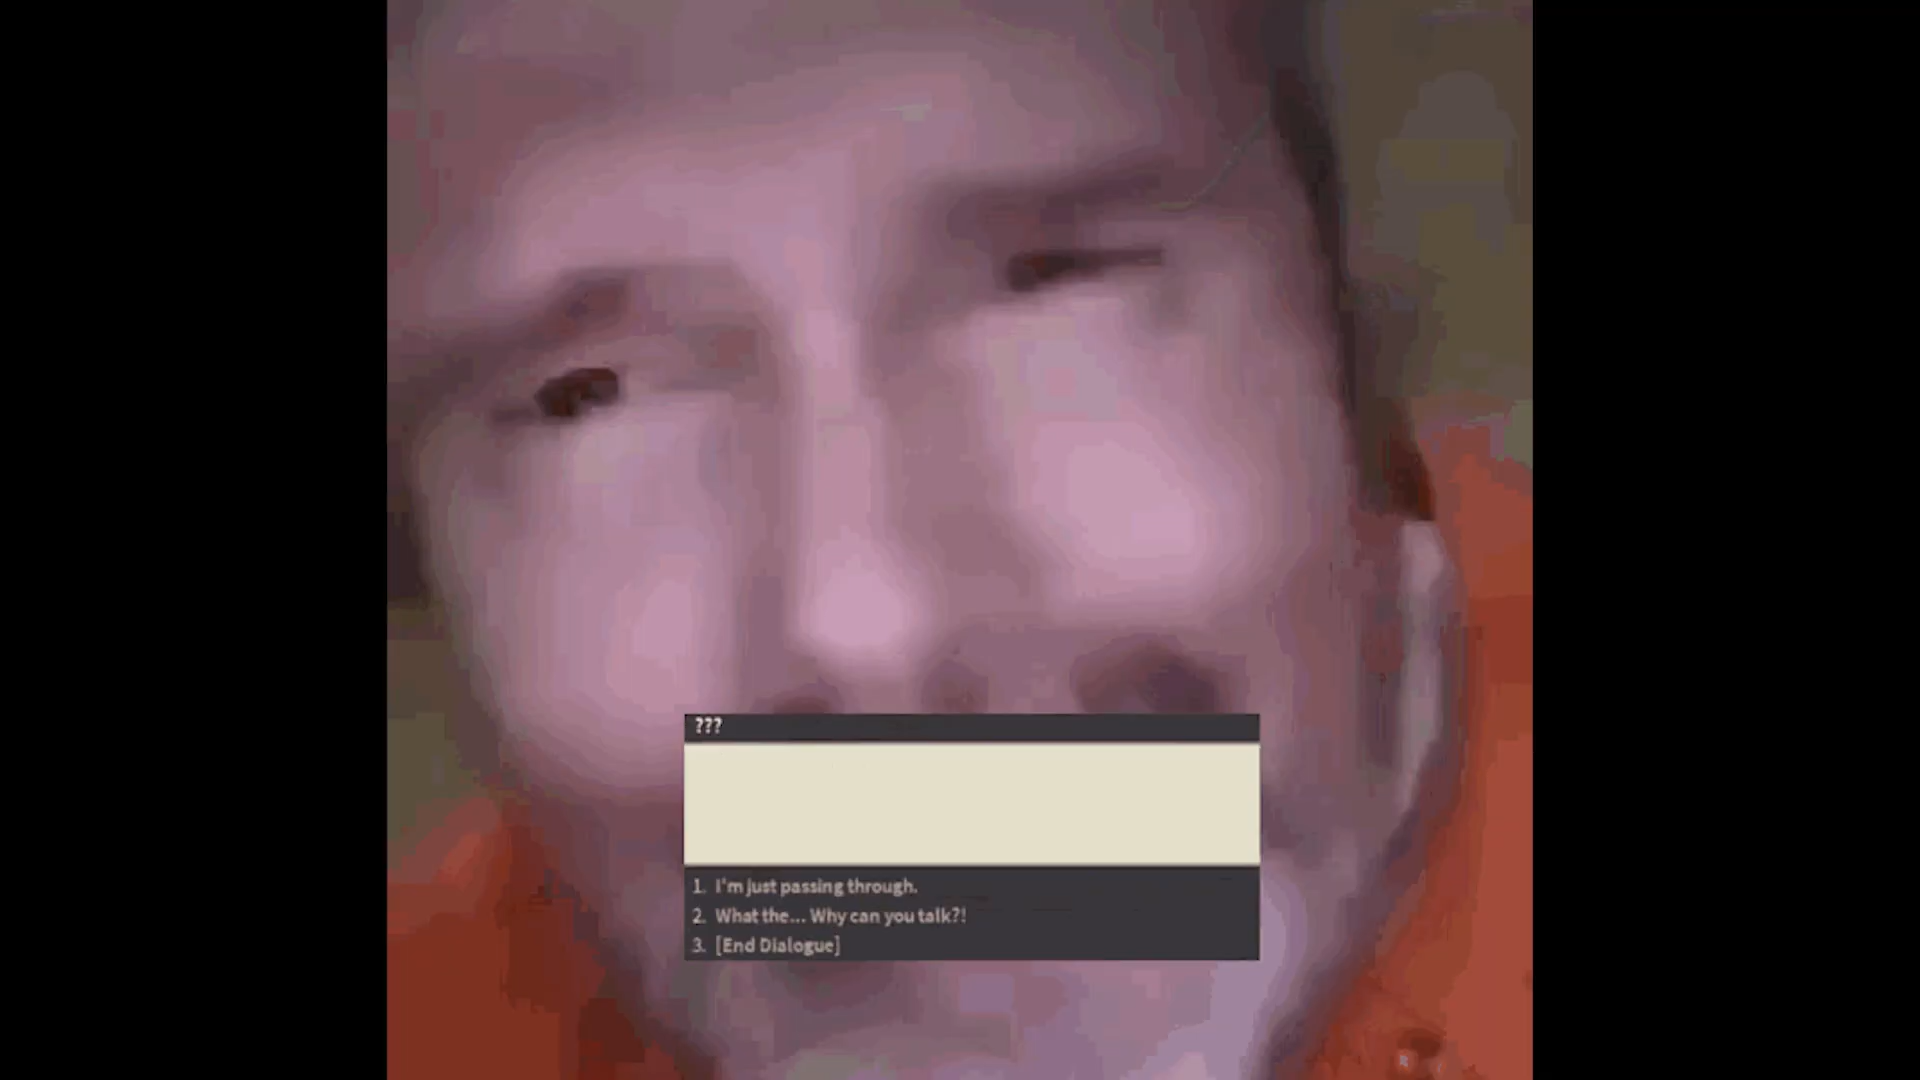 ???
1. I'm just passing through.
2. What the... Why can you talk?!
3. [End Dialogue]